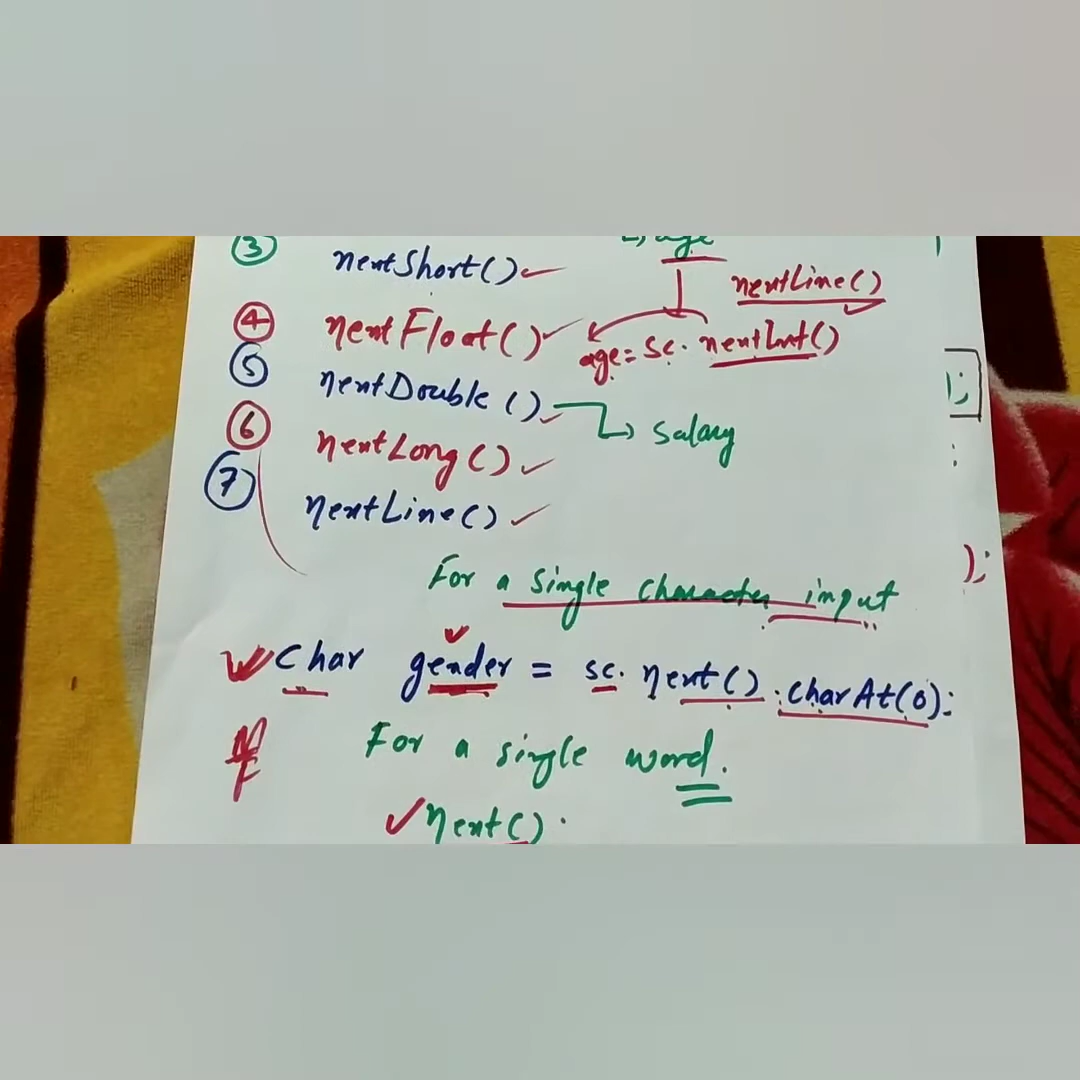 ③ nextShort()
age
nextLine()
④ nextFloat()
age = sc. nextInt()
⑤ nextDouble()
salary
⑥ nextLong()
⑦ nextLine()
For a single character input
Char gender = sc. next() .charAt(0);
M
F
For a single word.
next().
);
:
);